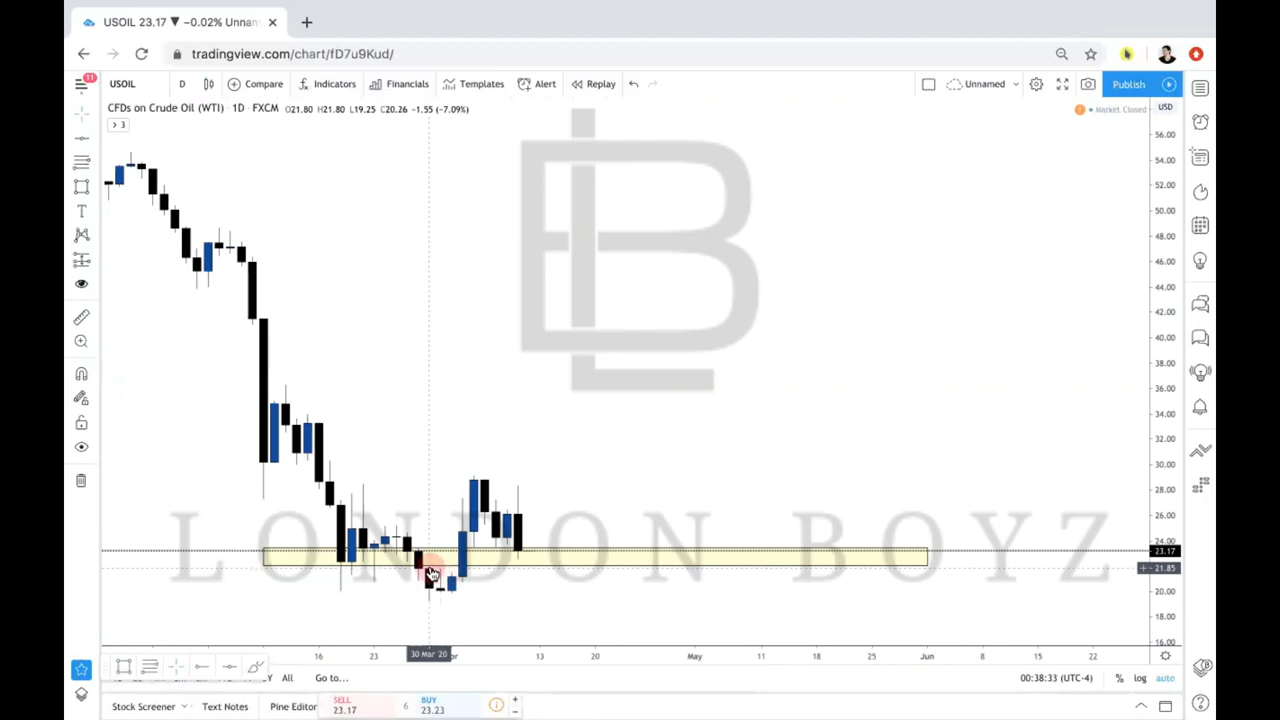 USOIL 23.17 ▼ −0.02% Unnam
tradingview.com/chart/fD7u9Kud/
11
USOIL D Compare Indicators Financials Templates Alert Replay Unnamed Publish
CFDs on Crude Oil (WTI) • 1D • FXCM O21.80 H21.80 L19.25 C20.26 −1.55 (−7.09%)
Market Closed
USD
3
56.00
54.00
52.00
50.00
48.00
46.00
44.00
42.00
40.00
38.00
36.00
34.00
32.00
30.00
28.00
26.00
24.00
23.17
21.85
20.00
18.00
16.00
LB
LONDON BOYZ
16 23 30 Mar '20 13 20 May 11 18 25 Jun 8 15 22
All Go to...
00:38:33 (UTC-4) % log auto
Stock Screener Text Notes Pine Editor
SELL
23.17
6
BUY
23.23